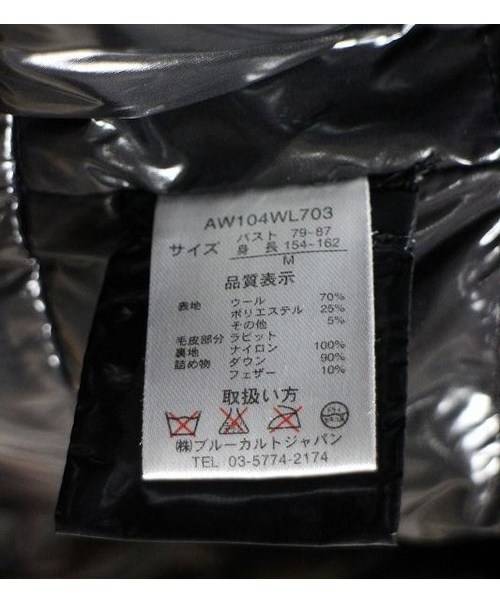 AW104WL703
サイズ バスト 79-87
身長 154-162
M
品質表示
表地 ウール 70%
ポリエステル 25%
その他 5%
毛皮部分 ラビット
裏地 ナイロン 100%
詰め物 ダウン 90%
フェザー 10%
取扱い方
㈱ブルーカルトジャパン
TEL 03-5774-2174